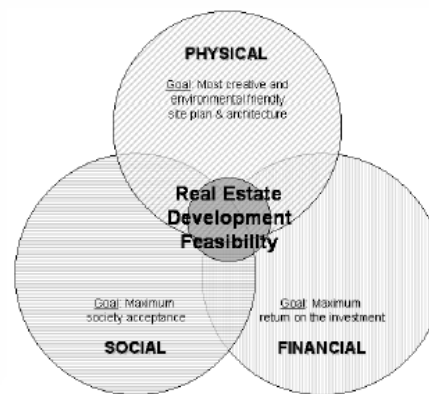 PHYSICAL
Goal: Most creative and
environmental friendly
site plan & architecture
Real Estate
Development
Feasibility
Goal: Maximum
society acceptance
SOCIAL
Goal: Maximum
return on the investment
FINANCIAL